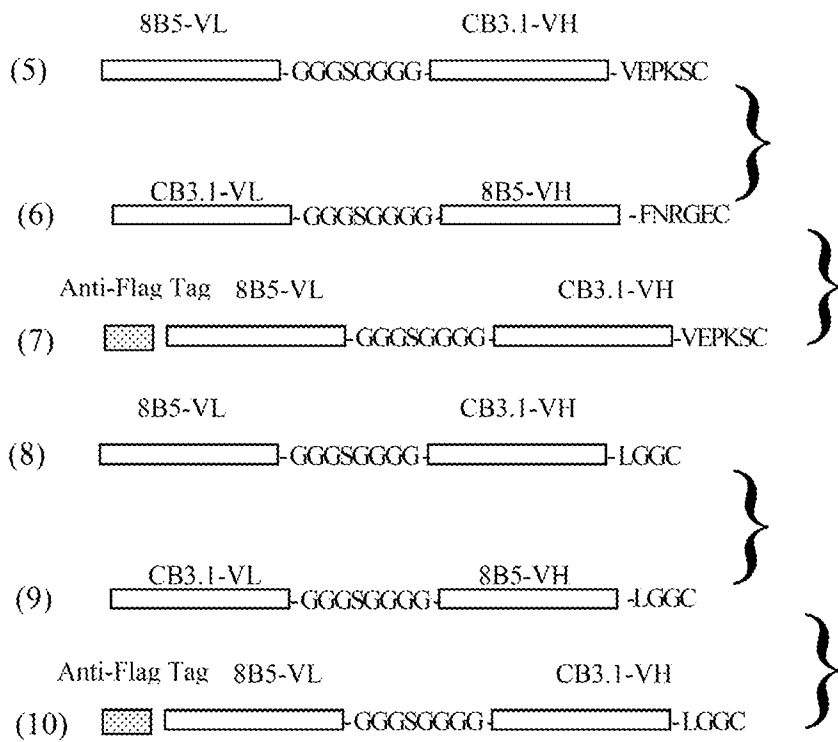 8B5-VL CB3.1-VH
(5) -GGGSGGGG- -VEPKSC
CB3.1-VL 8B5-VH
(6) -GGGSGGGG- -FNRGEC
Anti-Flag Tag 8B5-VL CB3.1-VH
(7) -GGGSGGGG- -VEPKSC
8B5-VL CB3.1-VH
(8) -GGGSGGGG- -LGGC
CB3.1-VL 8B5-VH
(9) -GGGSGGGG- -LGGC
Anti-Flag Tag 8B5-VL CB3.1-VH
(10) -GGGSGGGG- -LGGC